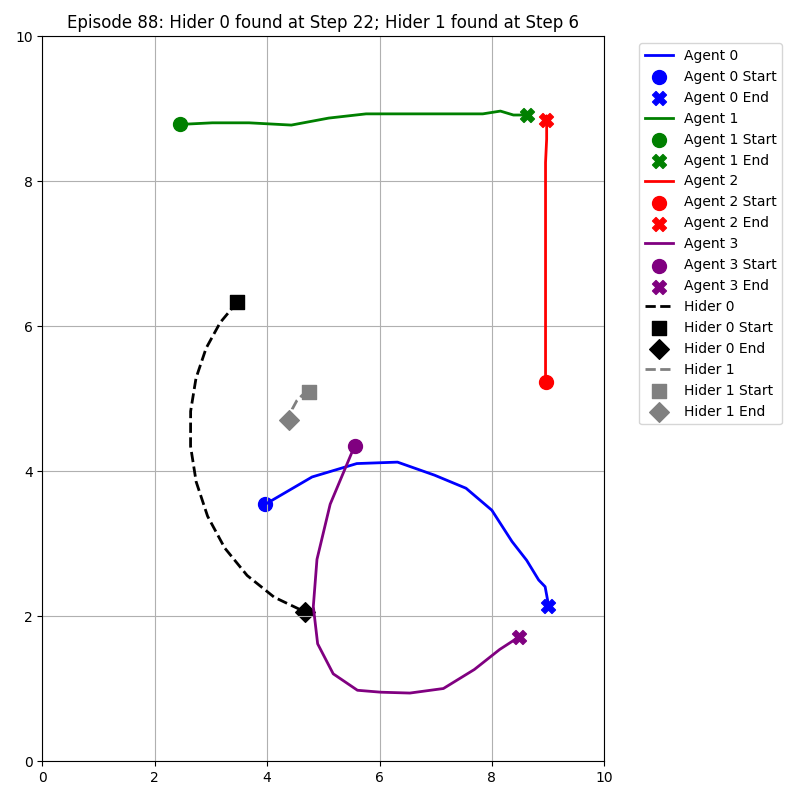 Episode 88: Hider 0 found at Step 22; Hider 1 found at Step 6
10
8
6
4
2
0
0 2 4 6 8 10
Agent 0
Agent 0 Start
Agent 0 End
Agent 1
Agent 1 Start
Agent 1 End
Agent 2
Agent 2 Start
Agent 2 End
Agent 3
Agent 3 Start
Agent 3 End
Hider 0
Hider 0 Start
Hider 0 End
Hider 1
Hider 1 Start
Hider 1 End